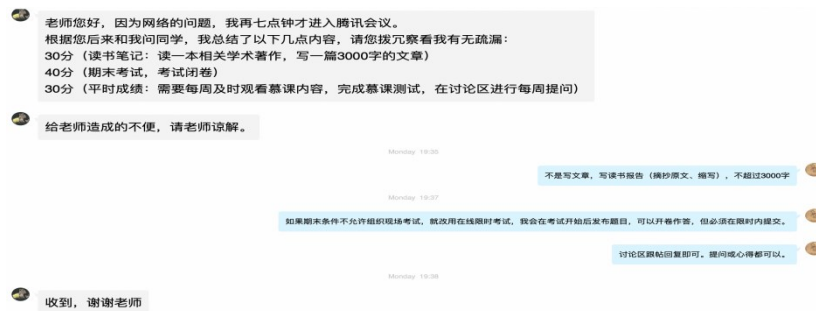 老师您好，因为网络的问题，我再七点钟才进入腾讯会议。
根据您后来和我问同学，我总结了以下几点内容，请您拨冗察看我有无疏漏：
30分（读书笔记：读一本相关学术著作，写一篇3000字的文章）
40分（期末考试，考试闭卷）
30分（平时成绩：需要每周及时观看慕课内容，完成慕课测试，在讨论区进行每周提问）
给老师造成的不便，请老师谅解。
Monday 19:35
不是写文章，写读书报告（摘抄原文、缩写），不超过3000字
Monday 19:37
如果期末条件不允许组织现场考试，就改用在线限时考试，我会在考试开始后发布题目，可以开卷作答，但必须在限时内提交。
讨论区跟帖回复即可。提问或心得都可以。
Monday 19:39
收到，谢谢老师